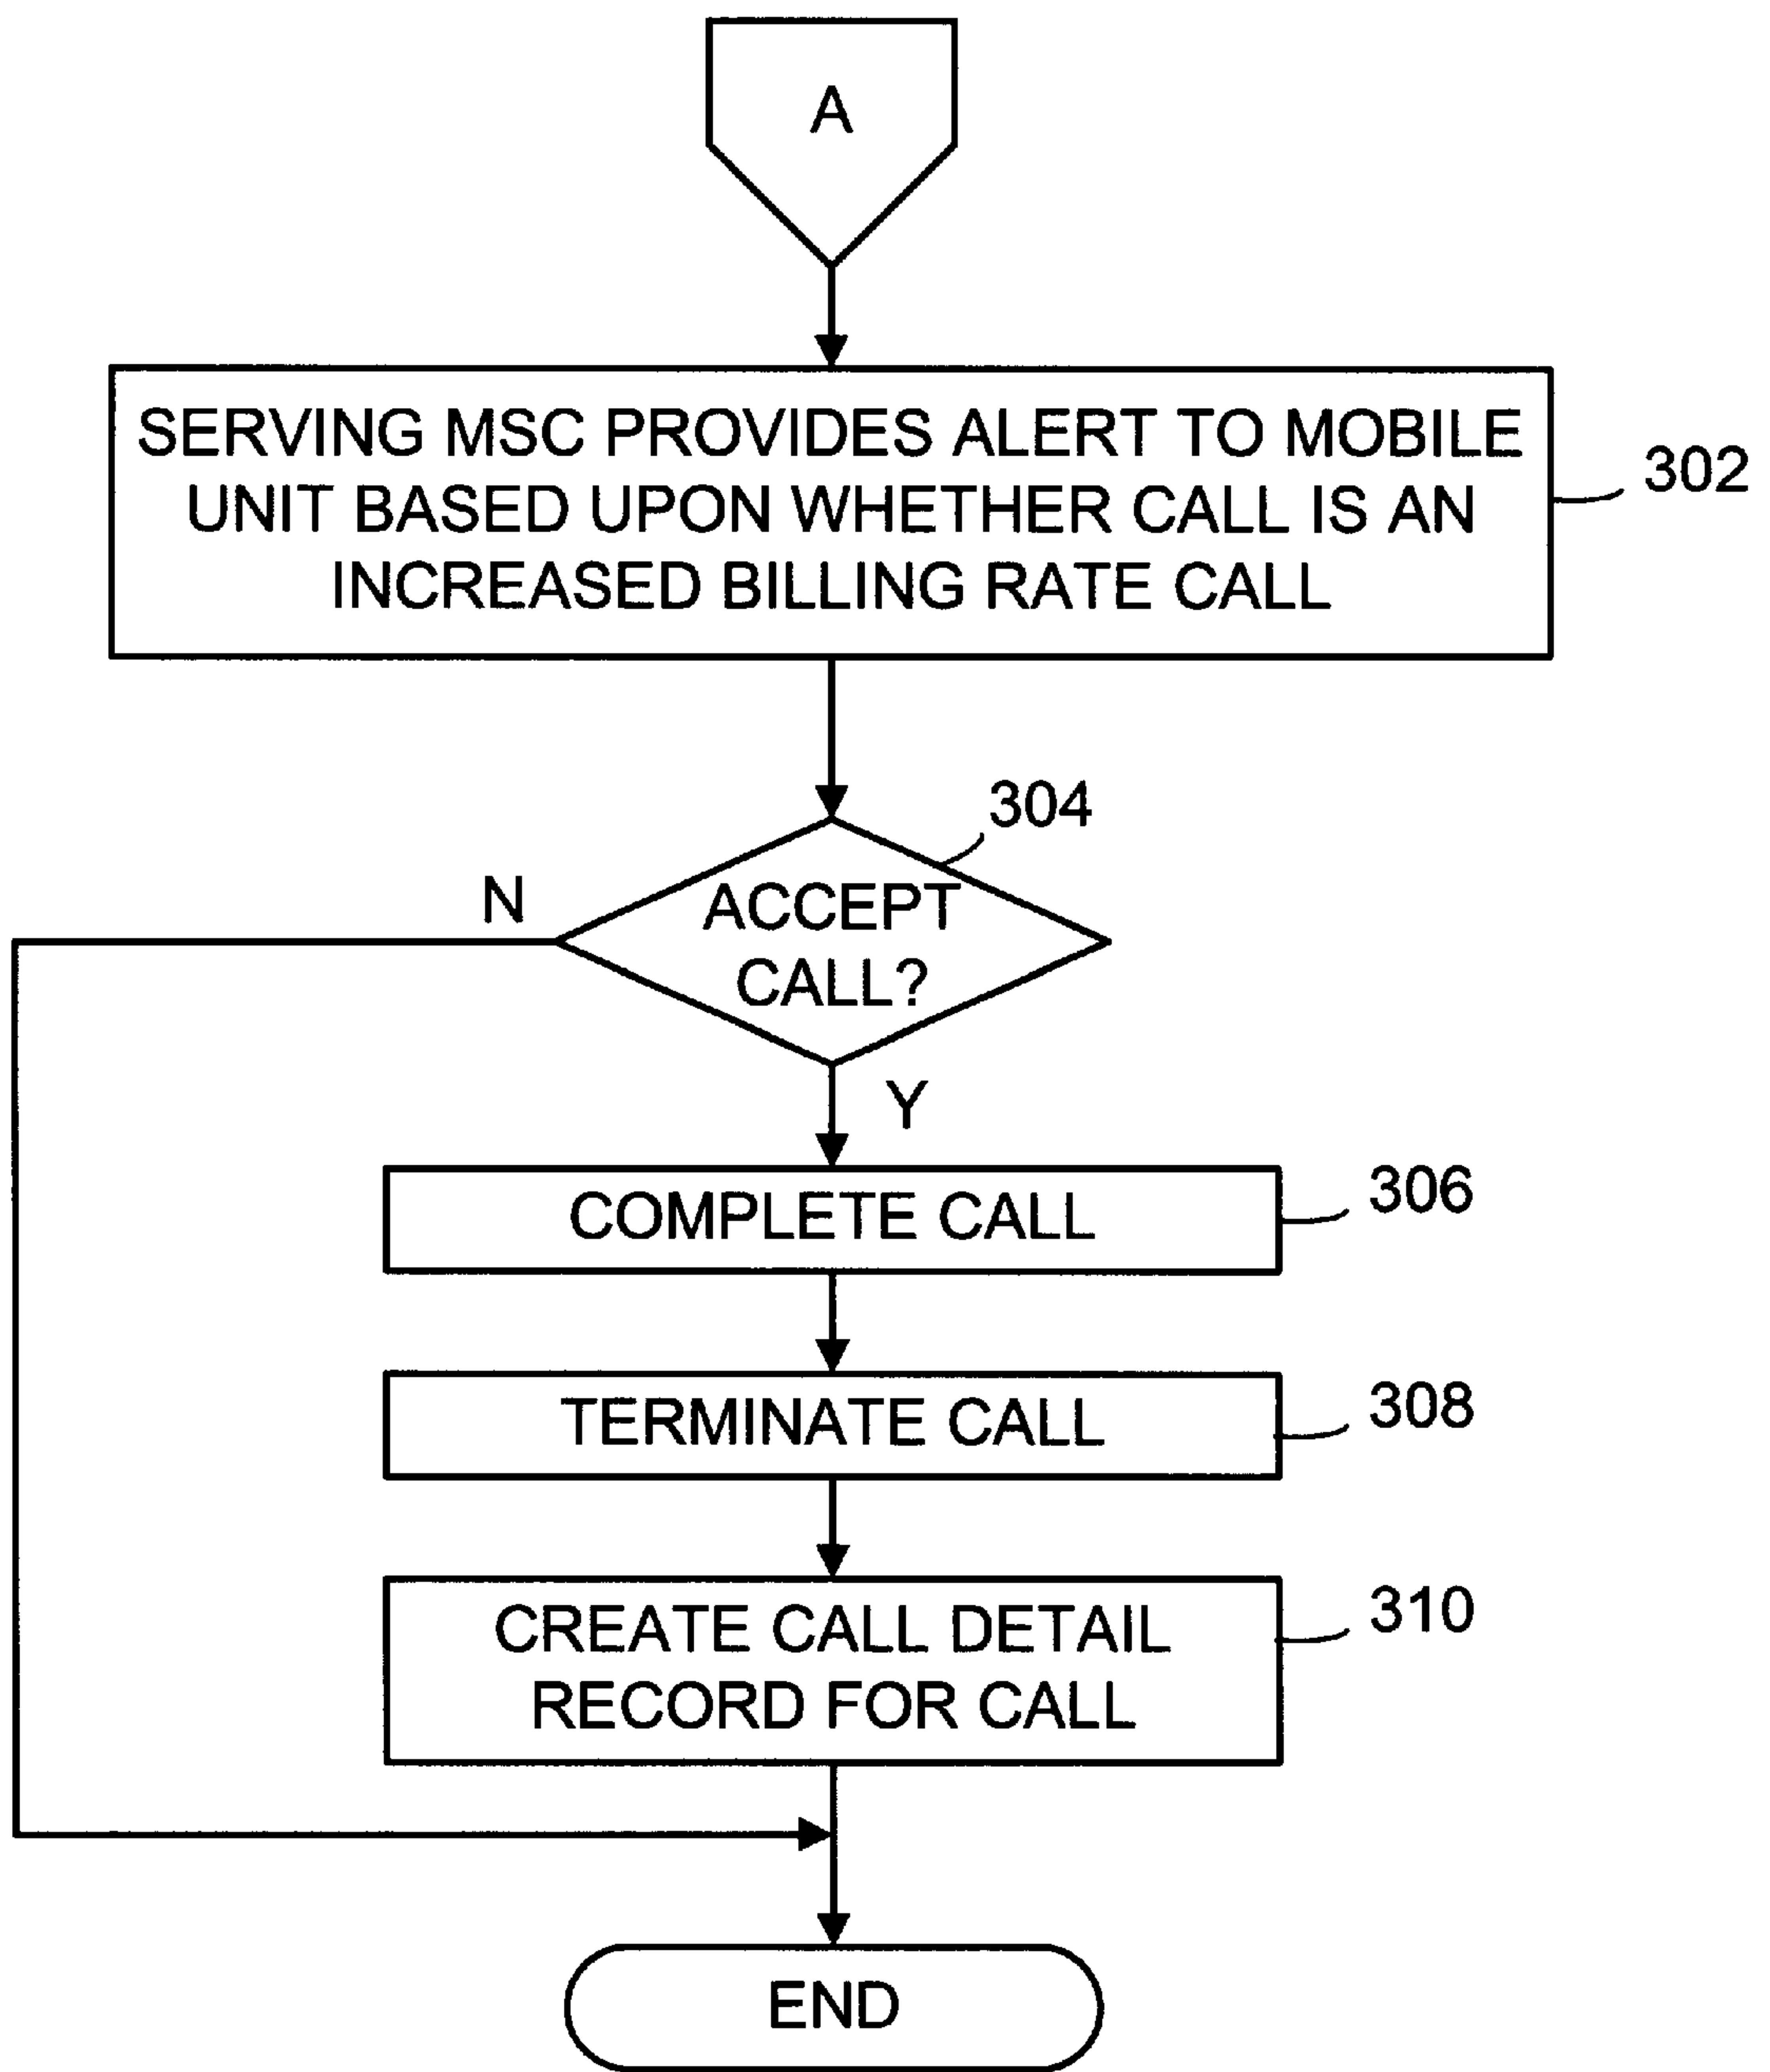 A
SERVING MSC PROVIDES ALERT TO MOBILE
UNIT BASED UPON WHETHER CALL IS AN
INCREASED BILLING RATE CALL
302
304
N
ACCEPT
CALL?
Y
COMPLETE CALL
306
TERMINATE CALL
308
CREATE CALL DETAIL
RECORD FOR CALL
310
END